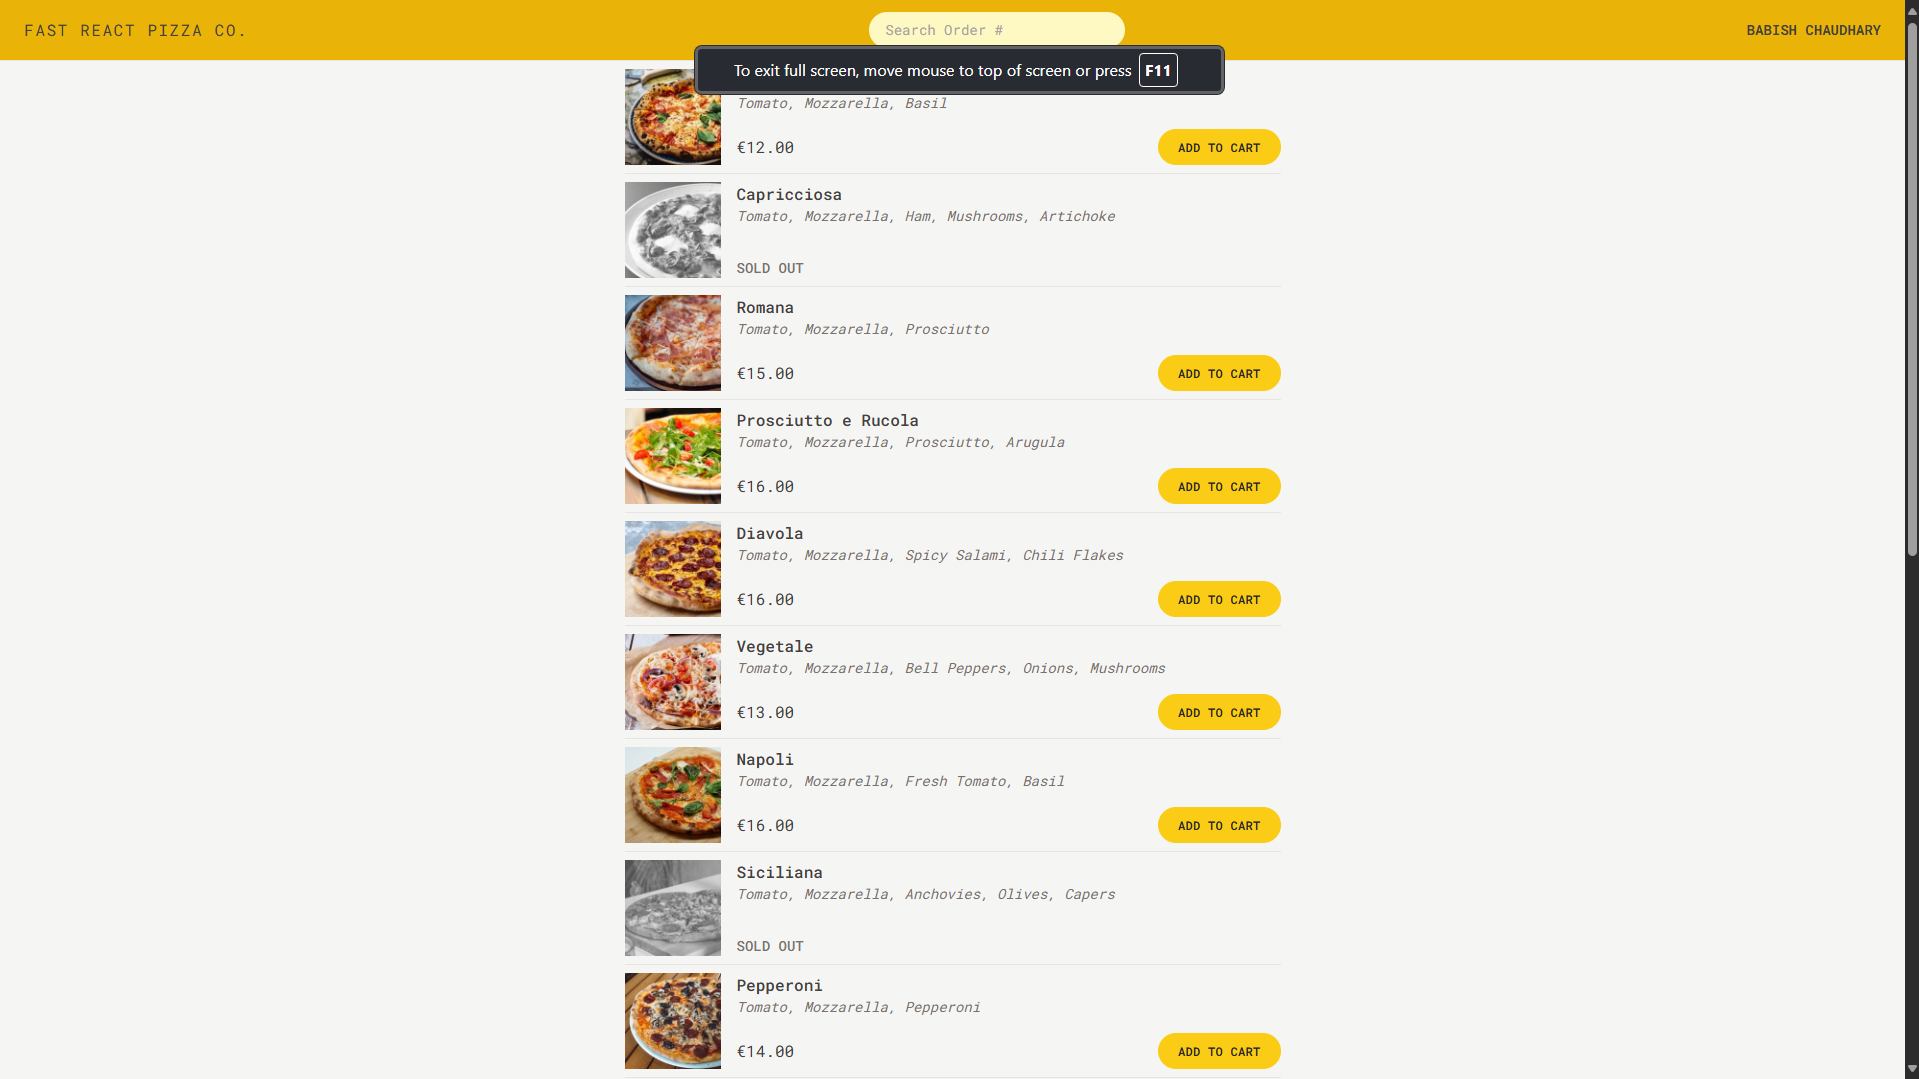 FAST REACT PIZZA CO.
Search Order #
BABISH CHAUDHARY
To exit full screen, move mouse to top of screen or press F11
Tomato, Mozzarella, Basil
€12.00
ADD TO CART
Capricciosa
Tomato, Mozzarella, Ham, Mushrooms, Artichoke
SOLD OUT
Romana
Tomato, Mozzarella, Prosciutto
€15.00
ADD TO CART
Prosciutto e Rucola
Tomato, Mozzarella, Prosciutto, Arugula
€16.00
ADD TO CART
Diavola
Tomato, Mozzarella, Spicy Salami, Chili Flakes
€16.00
ADD TO CART
Vegetale
Tomato, Mozzarella, Bell Peppers, Onions, Mushrooms
€13.00
ADD TO CART
Napoli
Tomato, Mozzarella, Fresh Tomato, Basil
€16.00
ADD TO CART
Siciliana
Tomato, Mozzarella, Anchovies, Olives, Capers
SOLD OUT
Pepperoni
Tomato, Mozzarella, Pepperoni
€14.00
ADD TO CART